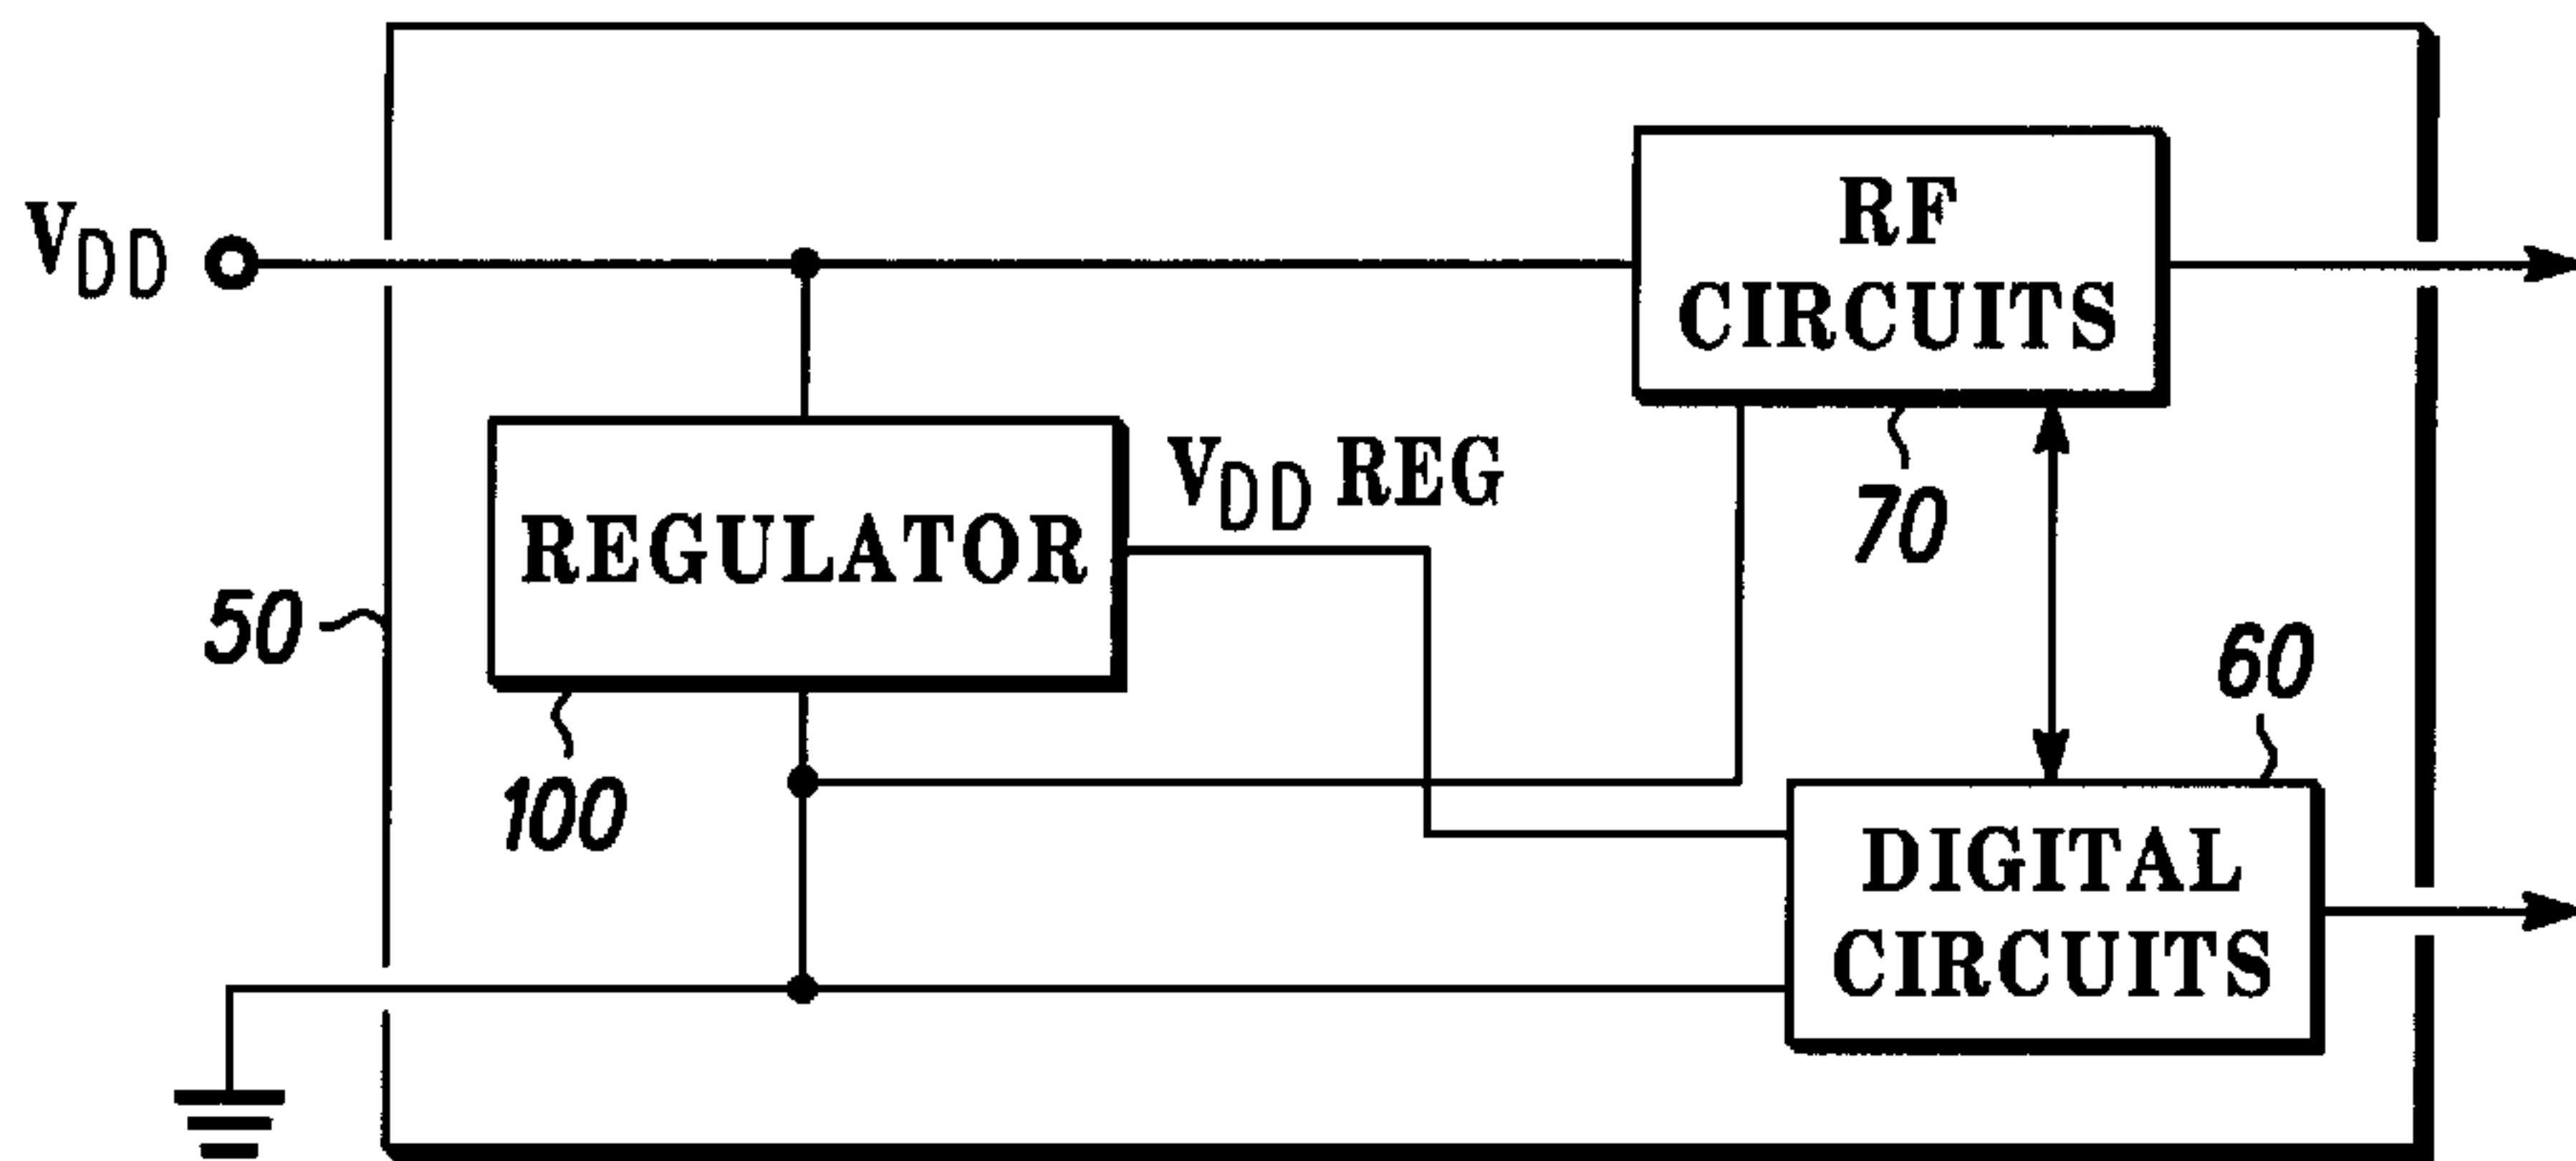 RF
CIRCUITS
VDD
VDD REG
REGULATOR
70
50
60
100
DIGITAL
CIRCUITS